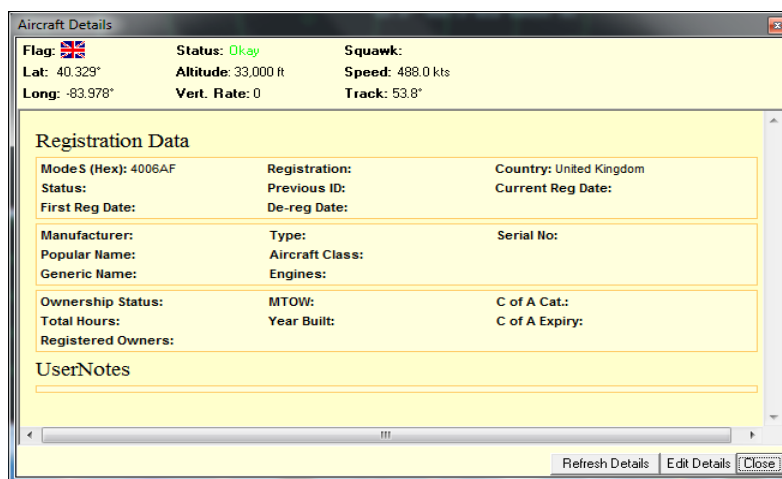 Aircraft Details
Flag: Status: Okay Squawk:
Lat: 40.329° Altitude: 33,000 ft Speed: 488.0 kts
Long: -83.978° Vert. Rate: 0 Track: 53.8°
Registration Data
ModeS (Hex): 4006AF Registration: Country: United Kingdom
Status: Previous ID: Current Reg Date:
First Reg Date: De-reg Date:
Manufacturer: Type: Serial No:
Popular Name: Aircraft Class:
Generic Name: Engines:
Ownership Status: MTOW: C of A Cat.:
Total Hours: Year Built: C of A Expiry:
Registered Owners:
UserNotes
Refresh Details Edit Details Close